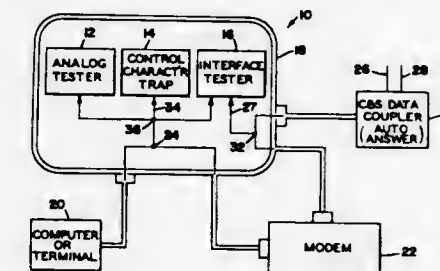 10
12
14
16
18
ANALOG
TESTER
CONTROL
CHARACTR
TRAP
INTERFACE
TESTER
34
27
36
24
32
26
28
CBS DATA
COUPLER
(AUTO
ANSWER)
20
COMPUTER
OR
TERMINAL
MODEM
22